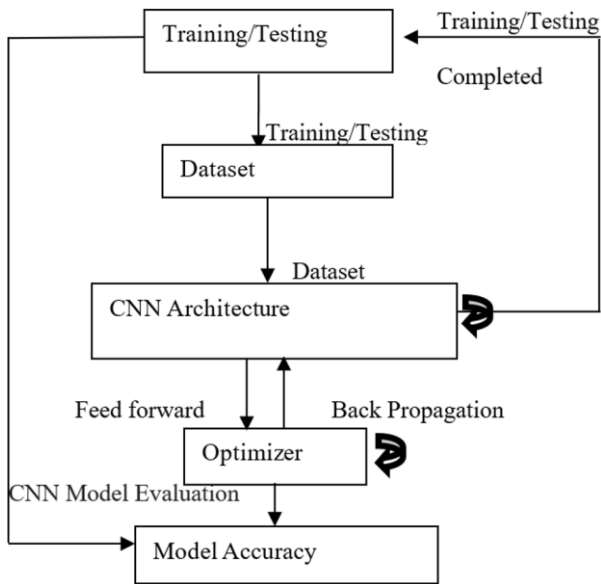 Training/Testing
Training/Testing
Completed
Training/Testing
Dataset
Dataset
CNN Architecture
Feed forward
Back Propagation
Optimizer
CNN Model Evaluation
Model Accuracy